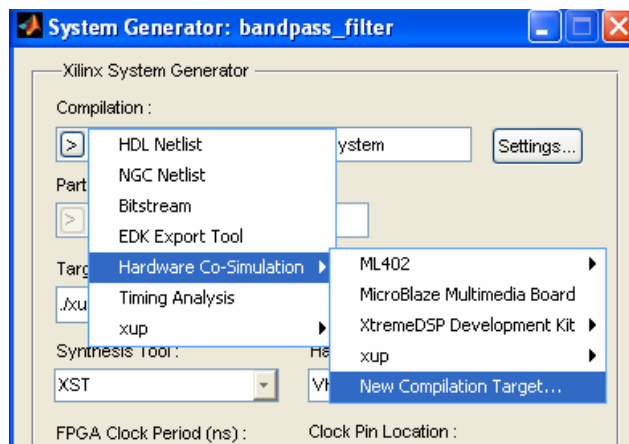 System Generator: bandpass_filter
Xilinx System Generator
Compilation :
> ystem Settings...
HDL Netlist
NGC Netlist
Bitstream
EDK Export Tool
Hardware Co-Simulation
Timing Analysis
xup
Part
>
Targ
./xu
ML402
MicroBlaze Multimedia Board
XtremeDSP Development Kit
xup
New Compilation Target...
Synthesis Tool : Ha
XST VH
FPGA Clock Period (ns) : Clock Pin Location :